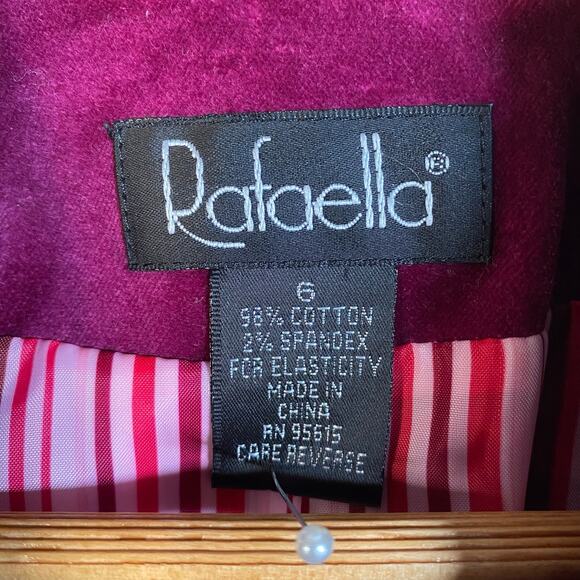 Rafaella®
6
98% COTTON
2% SPANDEX
FOR ELASTICITY
MADE IN
CHINA
RN 95615
CARE REVERSE